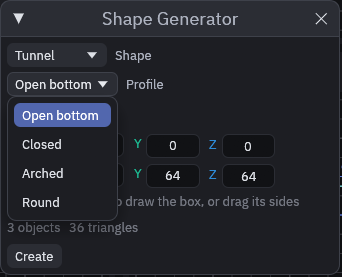 Shape Generator
Tunnel Shape
Open bottom Profile
Open bottom
Closed
Y 0 Z 0
Arched
Y 64 Z 64
Round
draw the box, or drag its sides
3 objects 36 triangles
Create